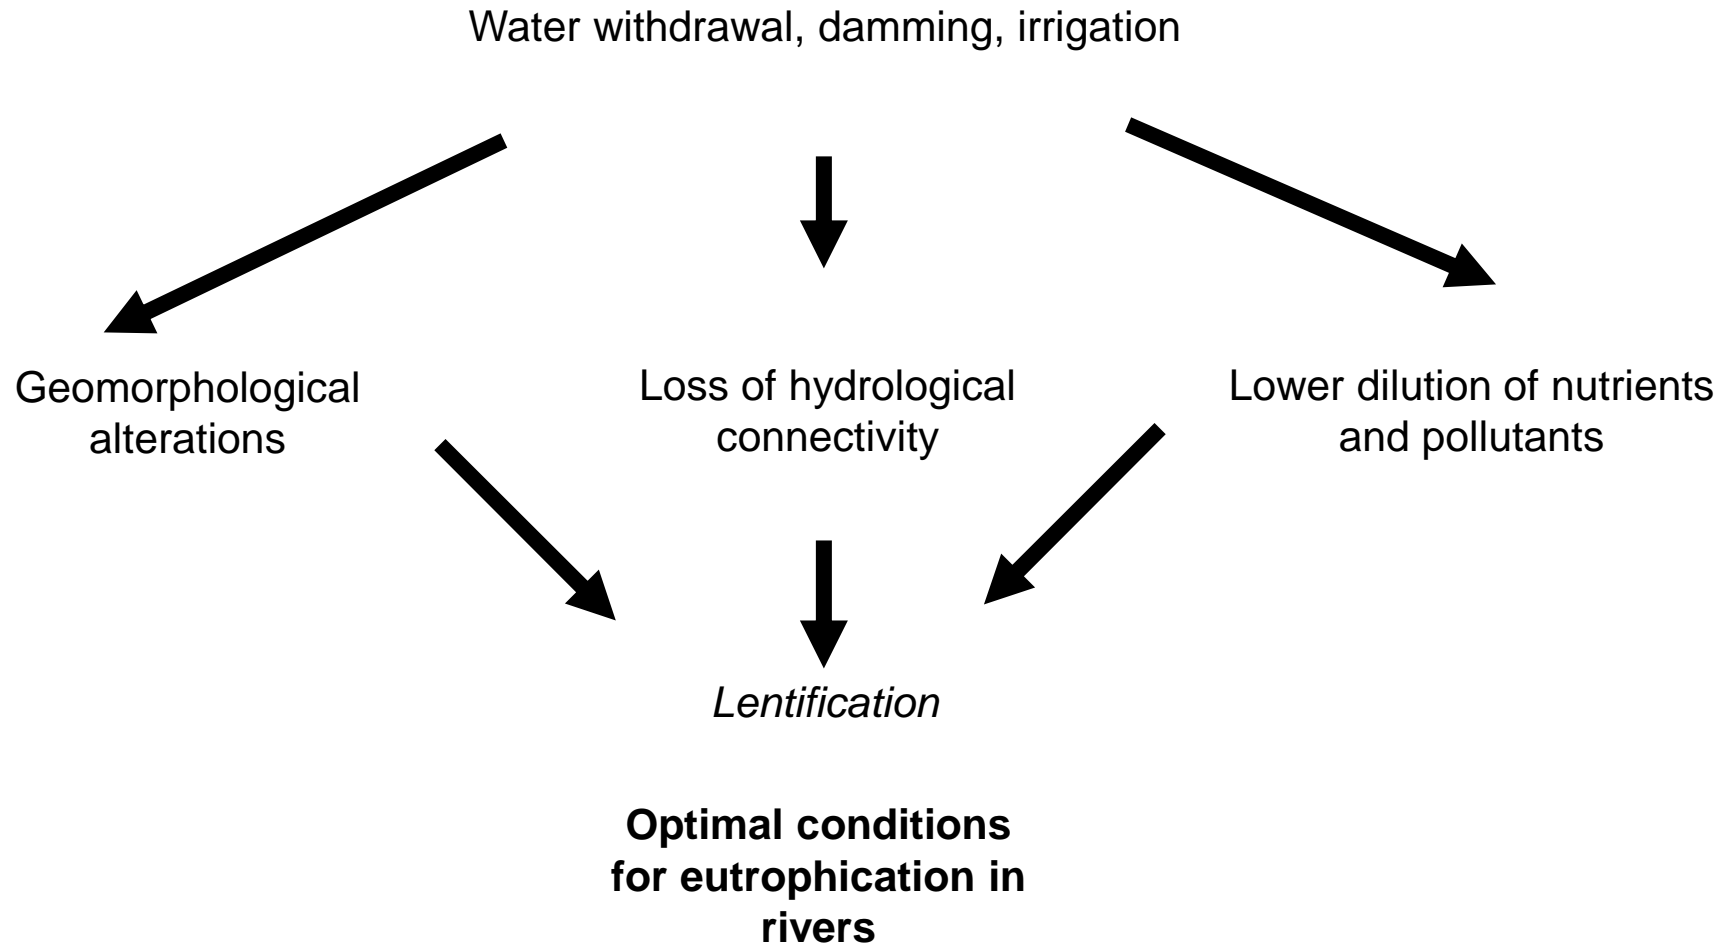 Water withdrawal, damming, irrigation
Geomorphological
alterations
Loss of hydrological
connectivity
Lower dilution of nutrients
and pollutants
Lentification
Optimal conditions
for eutrophication in
rivers